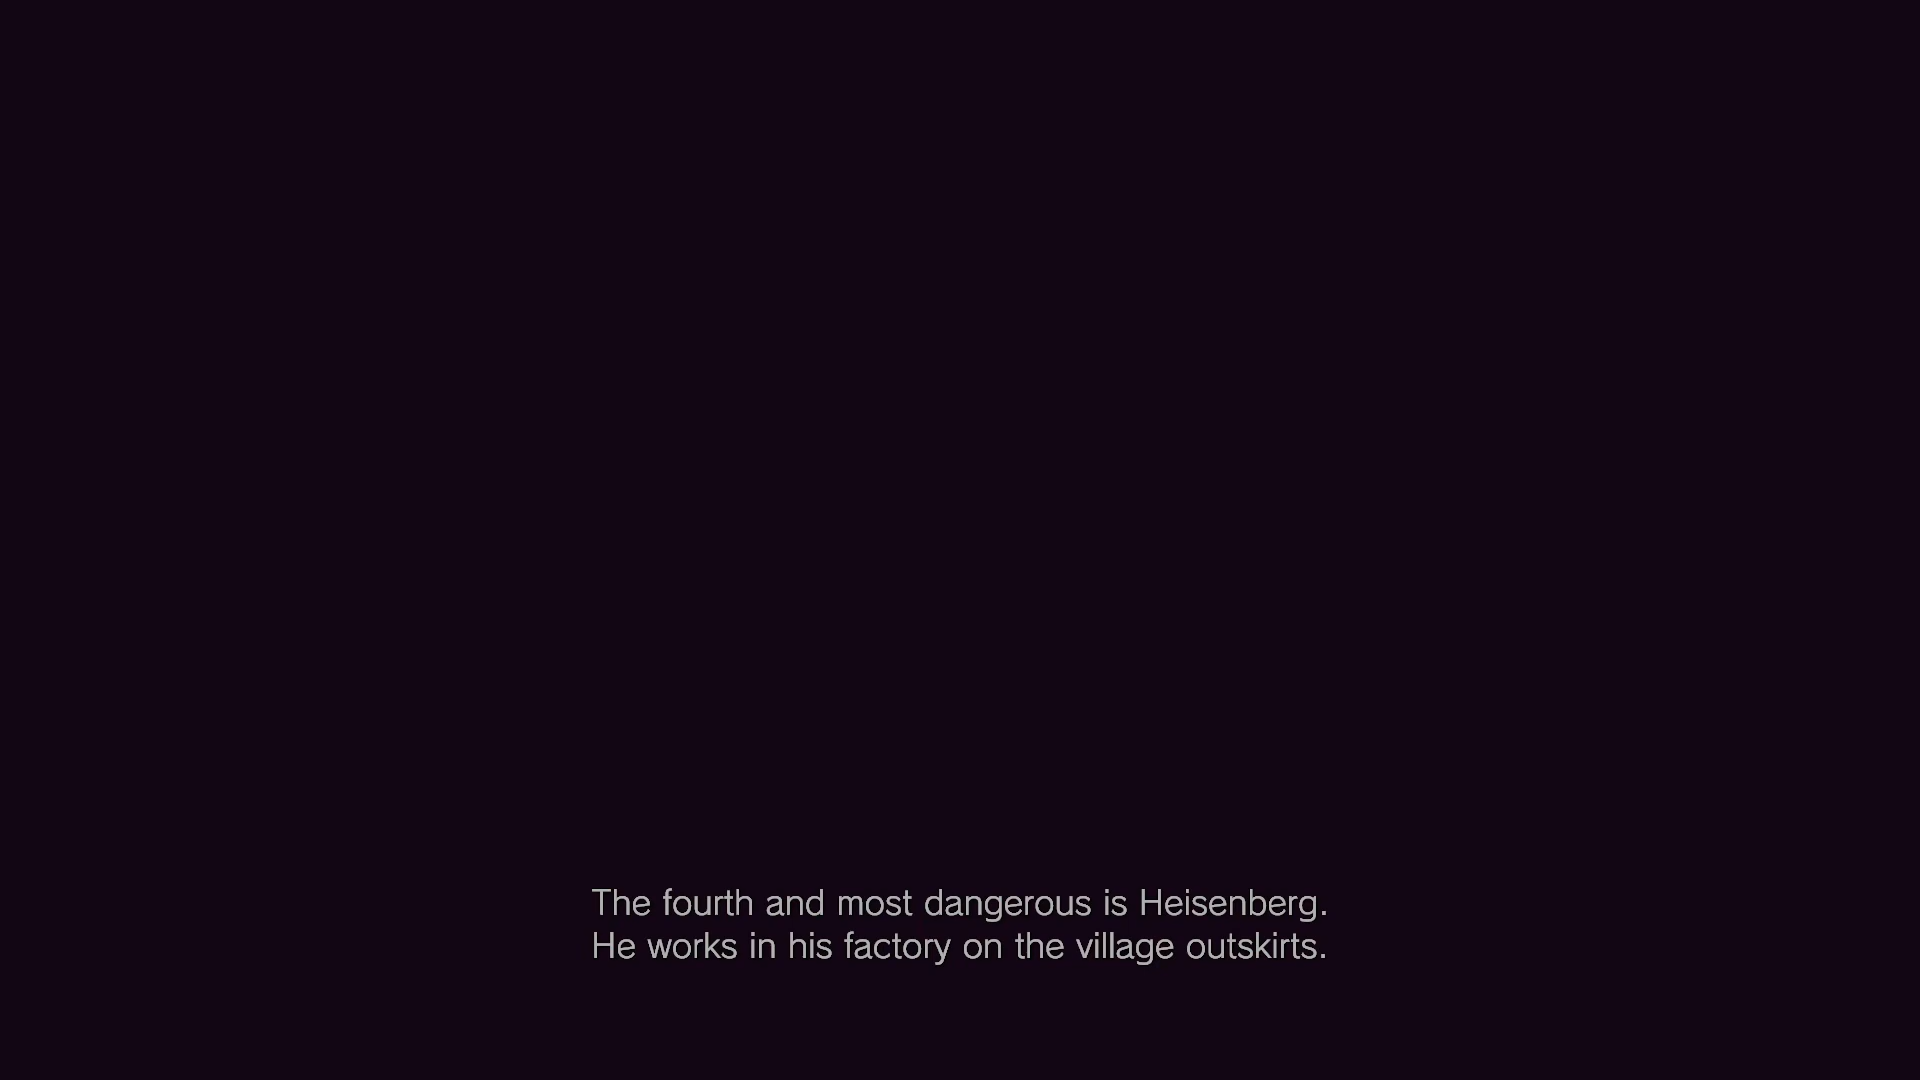 The fourth and most dangerous is Heisenberg.
He works in his factory on the village outskirts.